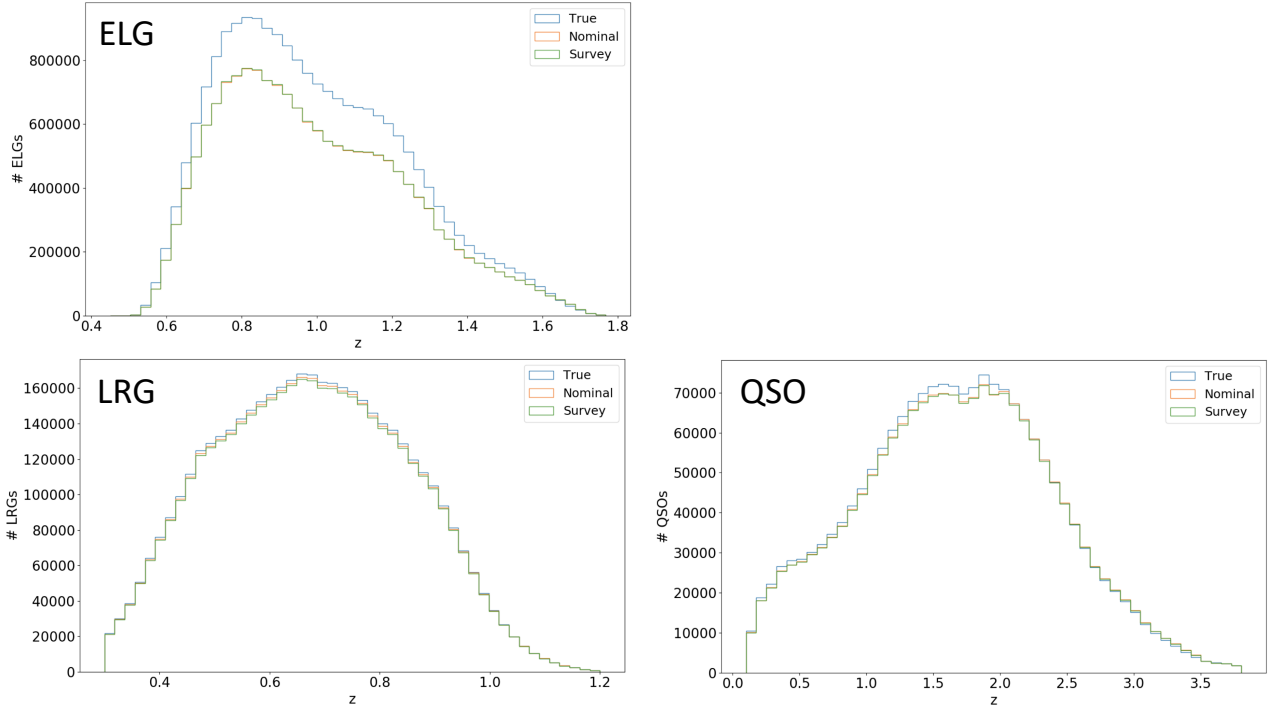 ELG
True
Nominal
Survey
# ELGs
800000
600000
400000
200000
0
0.4 0.6 0.8 1.0 1.2 1.4 1.6 1.8
z
LRG
True
Nominal
Survey
# LRGs
160000
140000
120000
100000
80000
60000
40000
20000
0
0.4 0.6 0.8 1.0 1.2
z
QSO
True
Nominal
Survey
# QSOs
70000
60000
50000
40000
30000
20000
10000
0
0.0 0.5 1.0 1.5 2.0 2.5 3.0 3.5
z